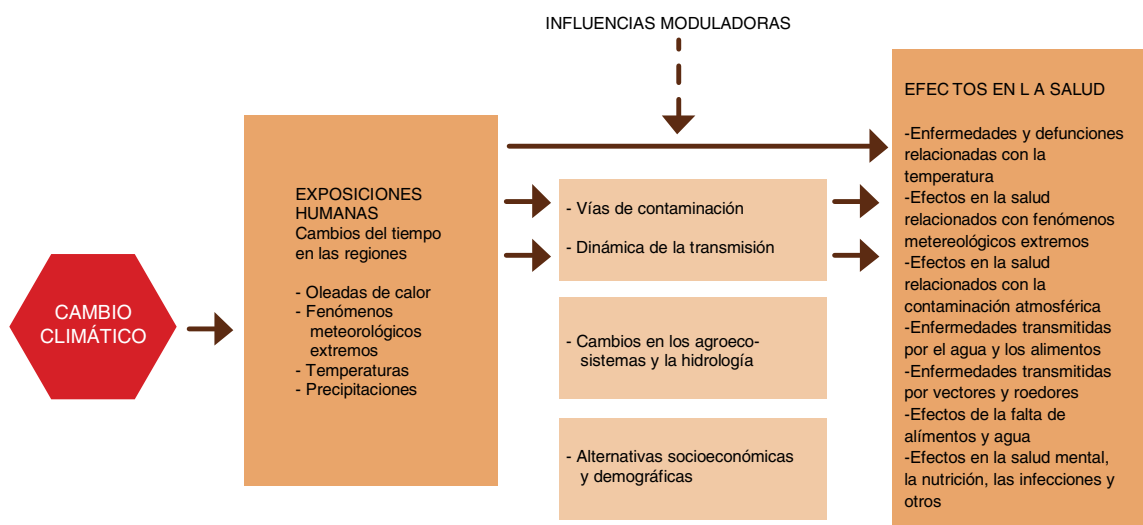 INFLUENCIAS MODULADORAS
CAMBIO
CLIMÁTICO
EXPOSICIONES
HUMANAS
Cambios del tiempo
en las regiones
- Oleadas de calor
- Fenómenos
meteorológicos
extremos
- Temperaturas
- Precipitaciones
- Vías de contaminación
- Dinámica de la transmisión
- Cambios en los agroeco-
sistemas y la hidrología
- Alternativas socioeconómicas
y demográficas
EFEC TOS EN L A SALUD
-Enfermedades y defunciones
relacionadas con la
temperatura
-Efectos en la salud
relacionados con fenómenos
metereológicos extremos
-Efectos en la salud
relacionados con la
contaminación atmosférica
-Enfermedades transmitidas
por el agua y los alimentos
-Enfermedades transmitidas
por vectores y roedores
-Efectos de la falta de
alímentos y agua
-Efectos en la salud mental,
la nutrición, las infecciones y
otros